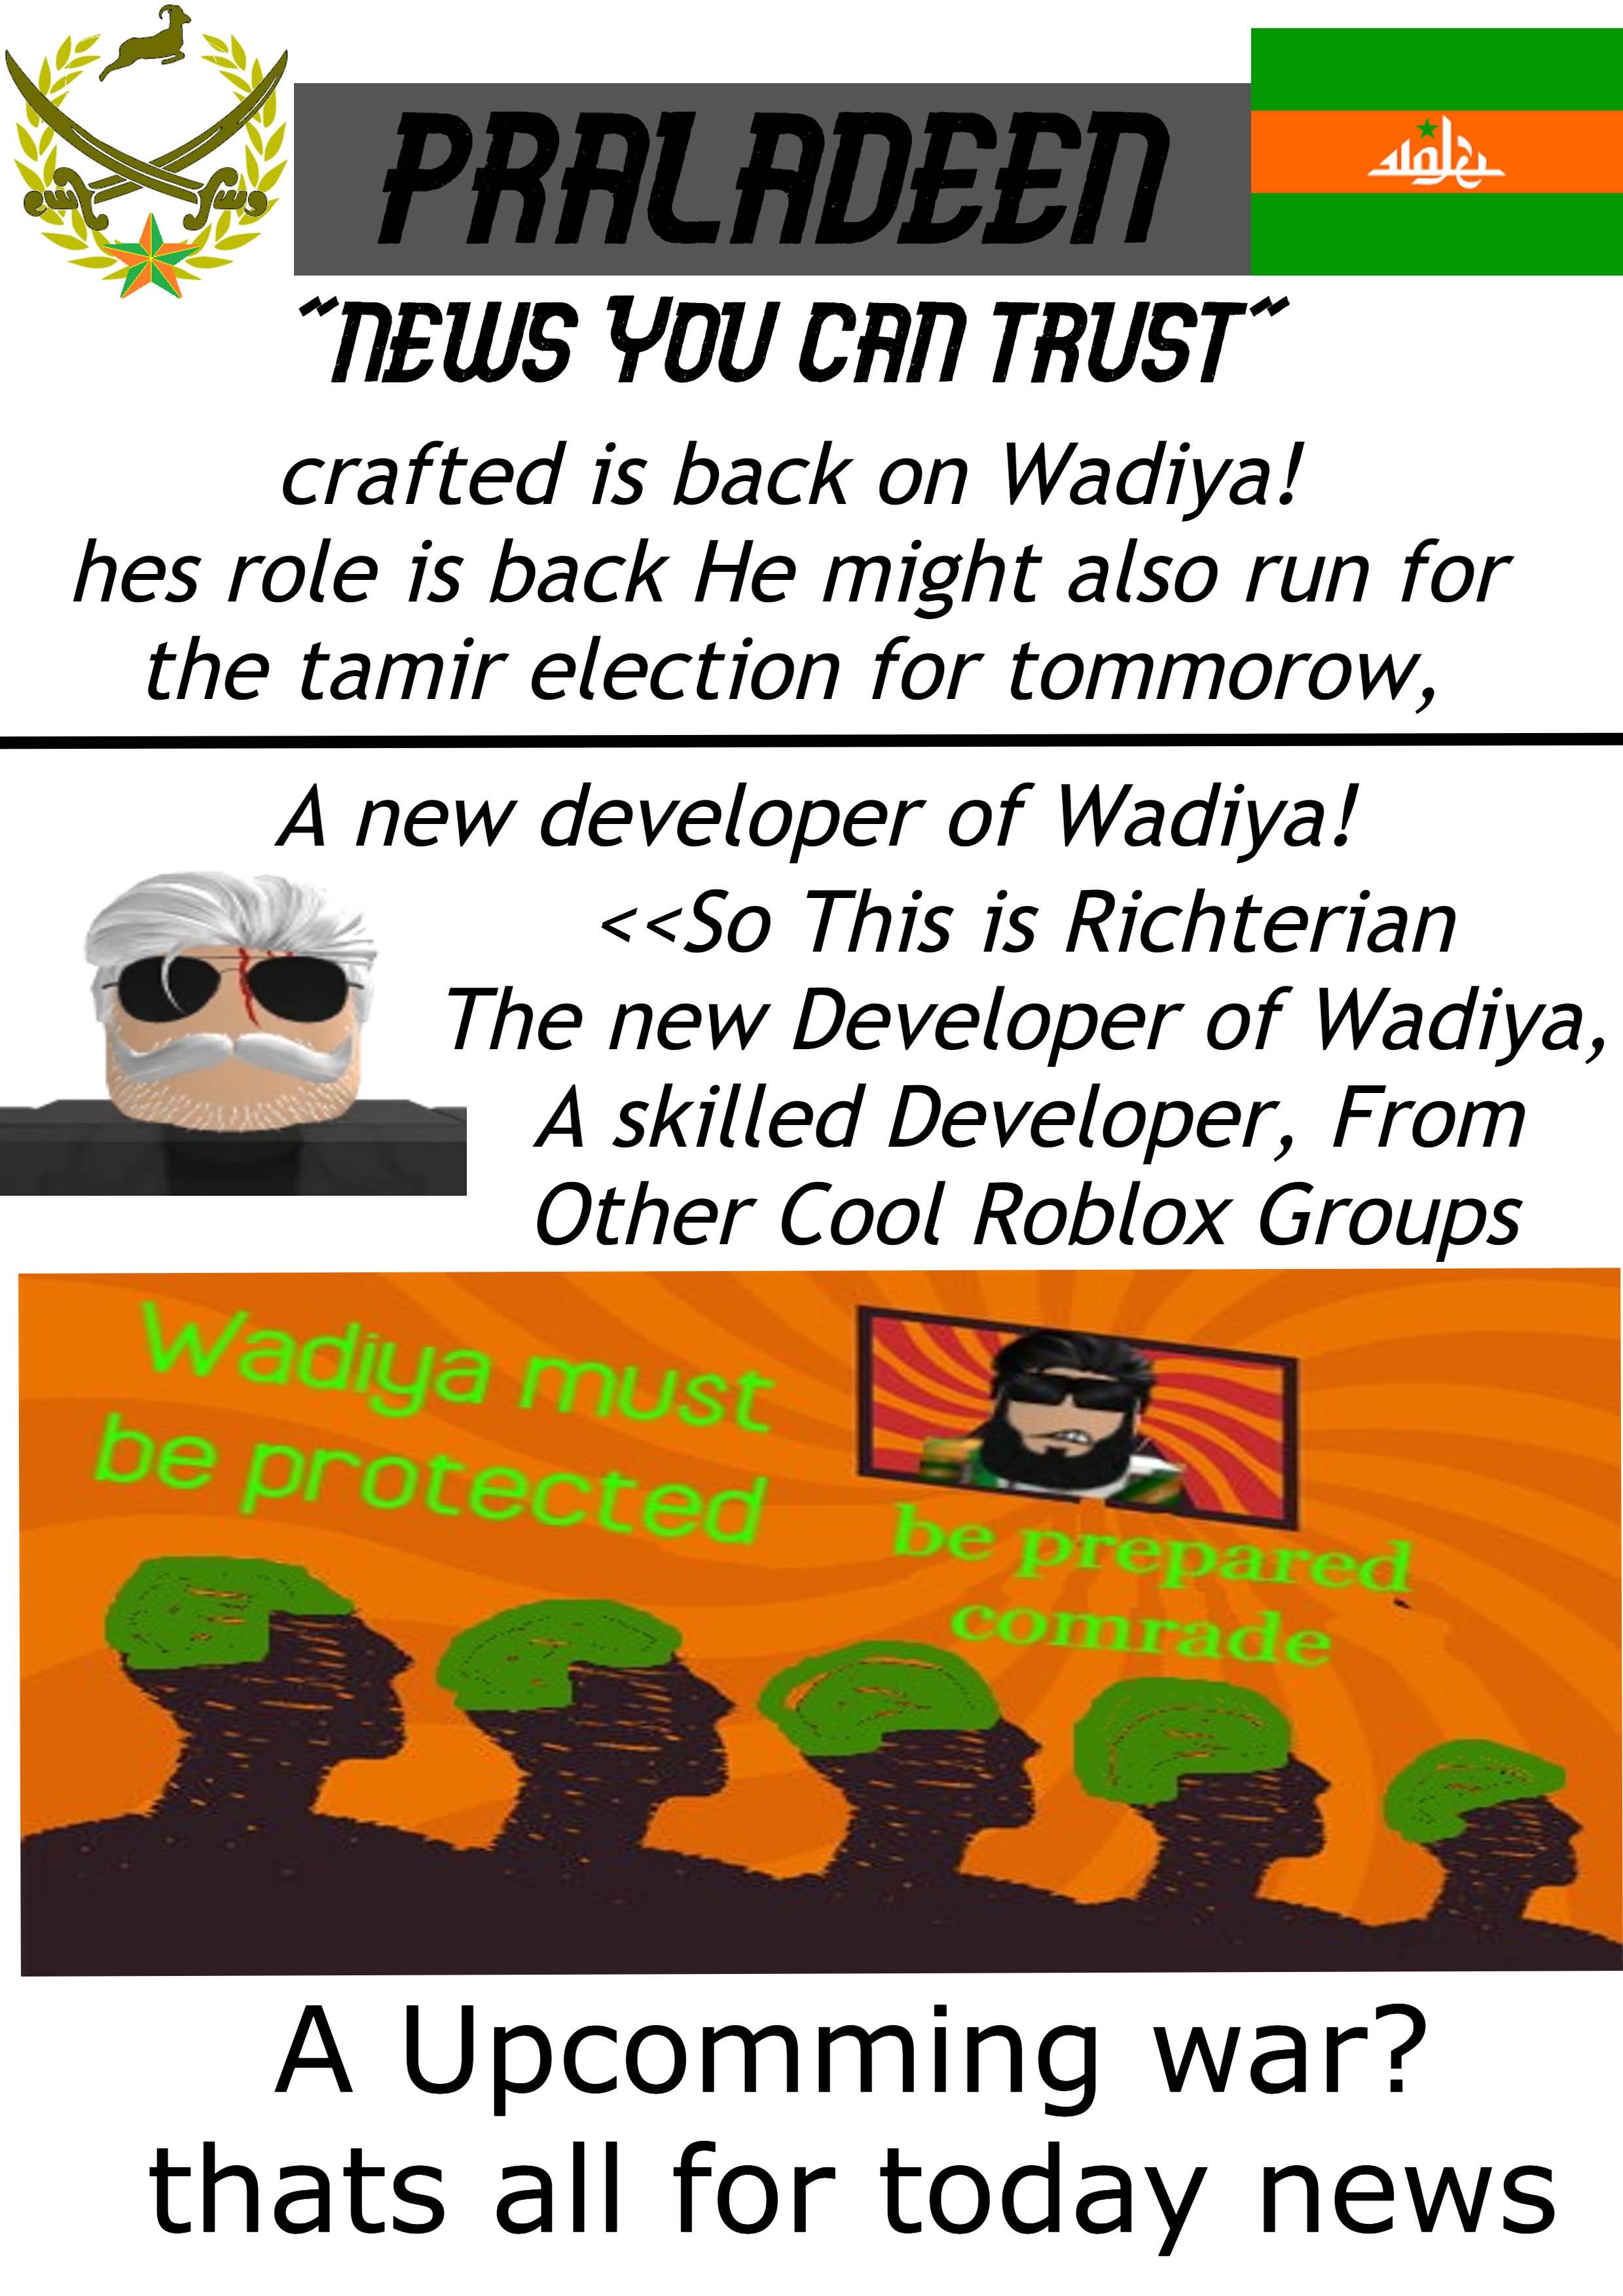 PRALADEEN
"NEWS YOU CAN TRUST"
crafted is back on Wadiya!
hes role is back He might also run for
the tamir election for tommorow,
A new developer of Wadiya!
<<So This is Richterian
The new Developer of Wadiya,
A skilled Developer, From
Other Cool Roblox Groups
Wadiya must
be protected
be prepared
comrade
A Upcomming war?
thats all for today news